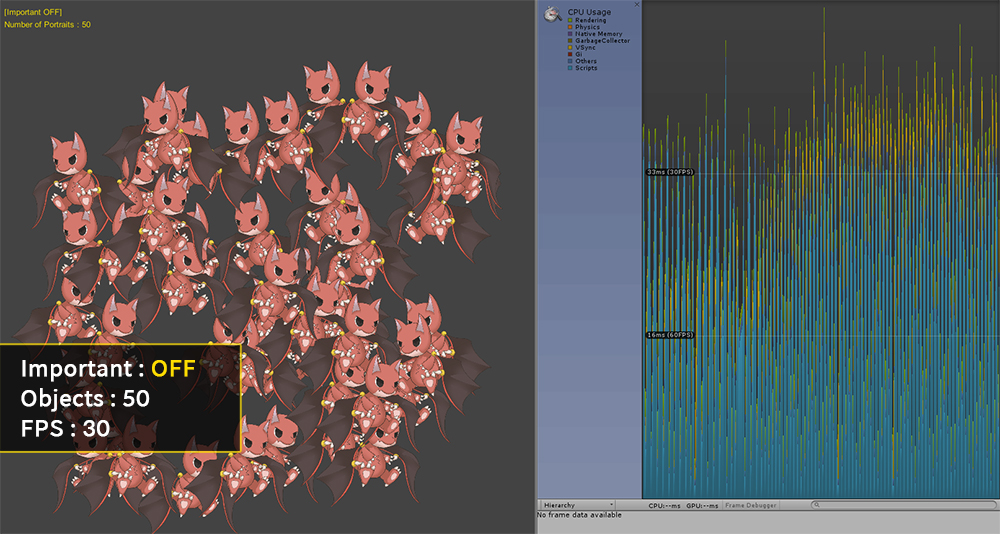 [Important OFF]
Number of Portraits : 50
Important : OFF
Objects : 50
FPS : 30
CPU Usage
Rendering
Physics
Native Memory
GarbageCollector
VSync
Gi
Others
Scripts
33ms (30FPS)
16ms (60FPS)
Hierarchy
CPU:--ms GPU:--ms Frame Debugger
No frame data available